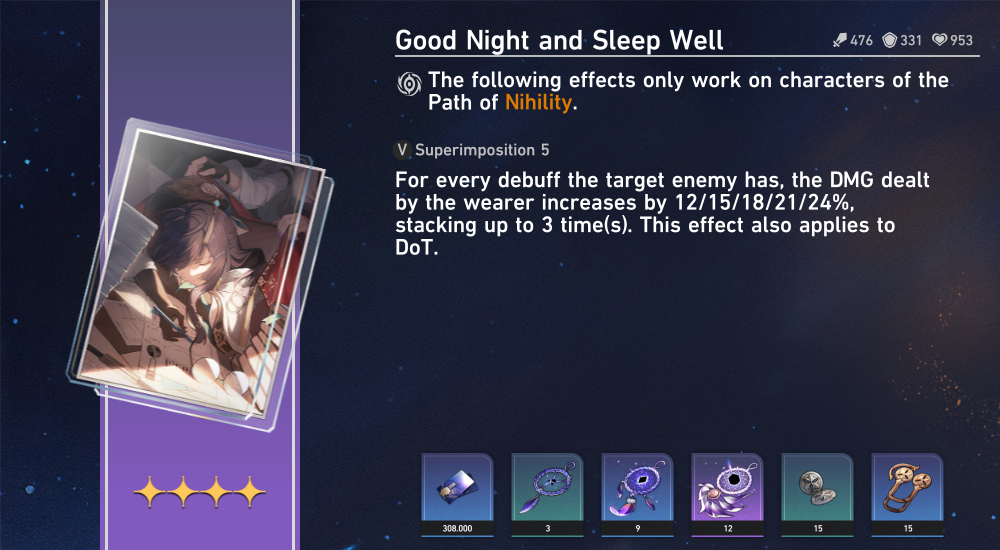 Good Night and Sleep Well
476 331 953
The following effects only work on characters of the
Path of Nihility.
V Superimposition 5
For every debuff the target enemy has, the DMG dealt
by the wearer increases by 12/15/18/21/24%,
stacking up to 3 time(s). This effect also applies to
DoT.
308.000 3 9 12 15 15